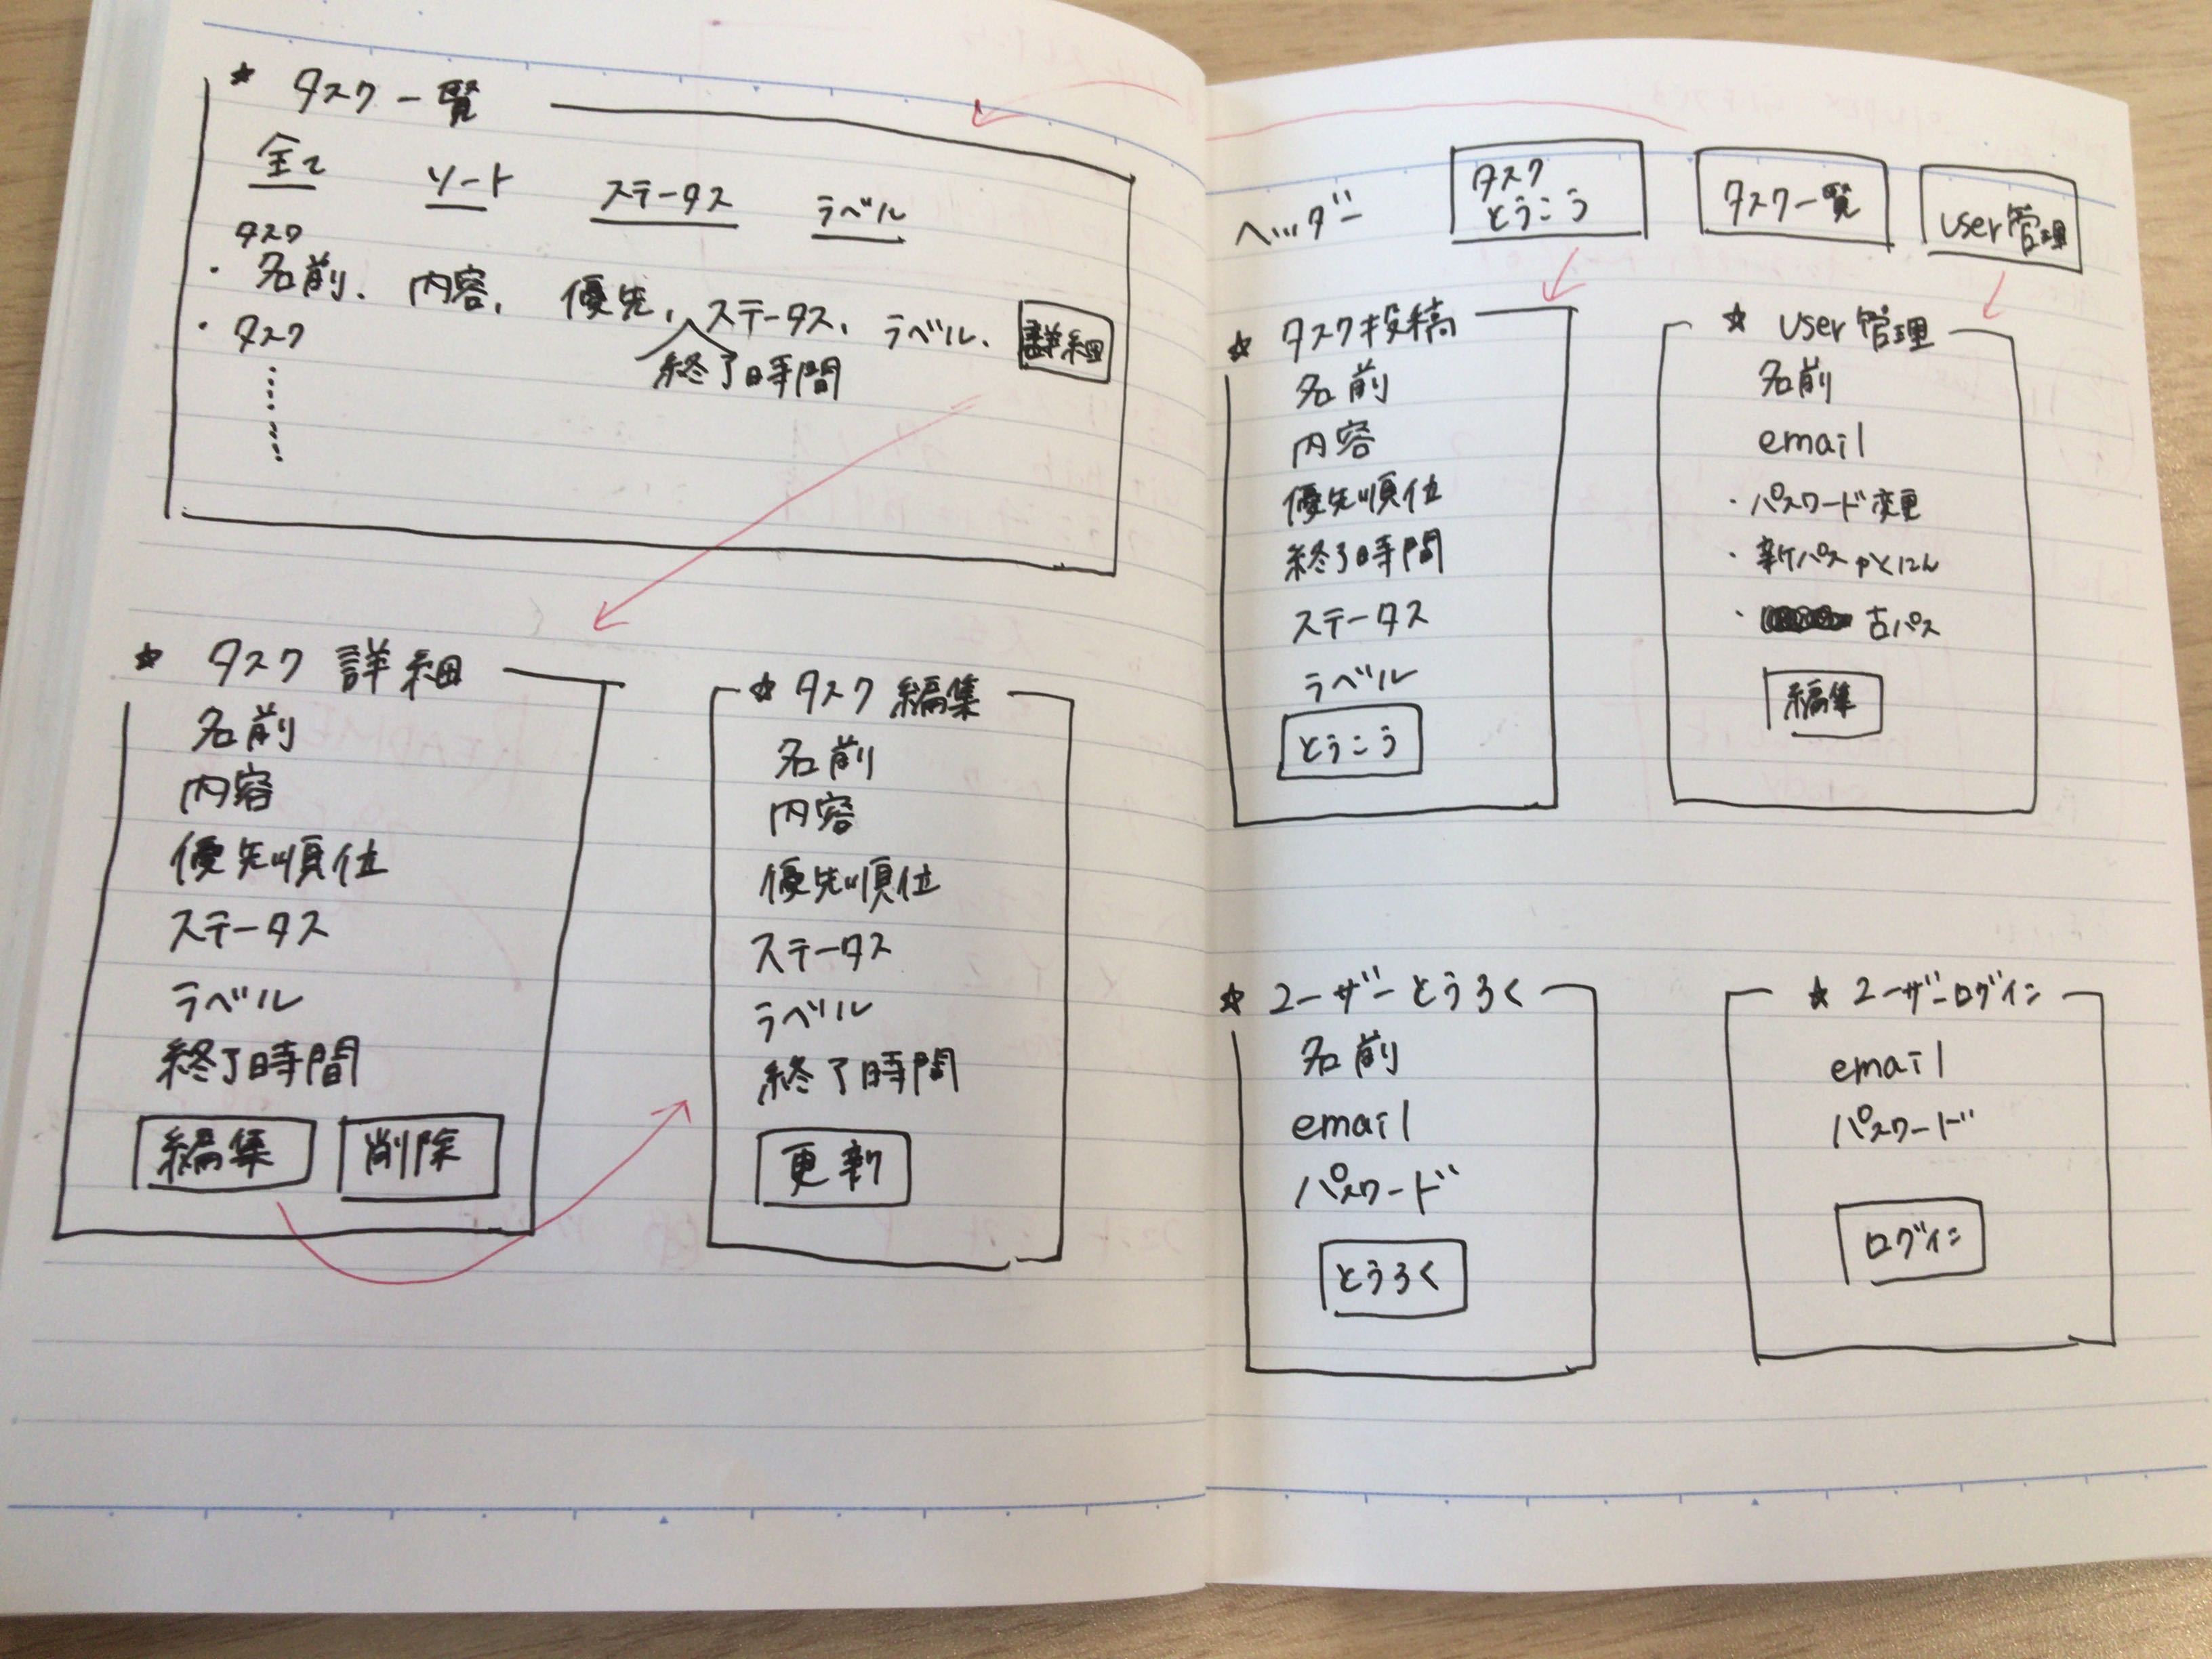 タスク一覧
全て ソート ステータス ラベル
タスク
・名前、内容、優先、ステータス、ラベル、 詳細
終了時間
・タスク
タスク 詳細
名前
内容
優先順位
ステータス
ラベル
終了時間
編集 削除
タスク 編集
名前
内容
優先順位
ステータス
ラベル
終了時間
更新
ヘッダー
タスク
とうこう
タスク一覧
user管理
タスク投稿
名前
内容
優先順位
終了時間
ステータス
ラベル
とうこう
user管理
名前
email
・パスワード変更
・新パスかくにん
・古パス
編集
ユーザーとうろく
名前
email
パスワード
とうろく
ユーザーログイン
email
パスワード
ログイン